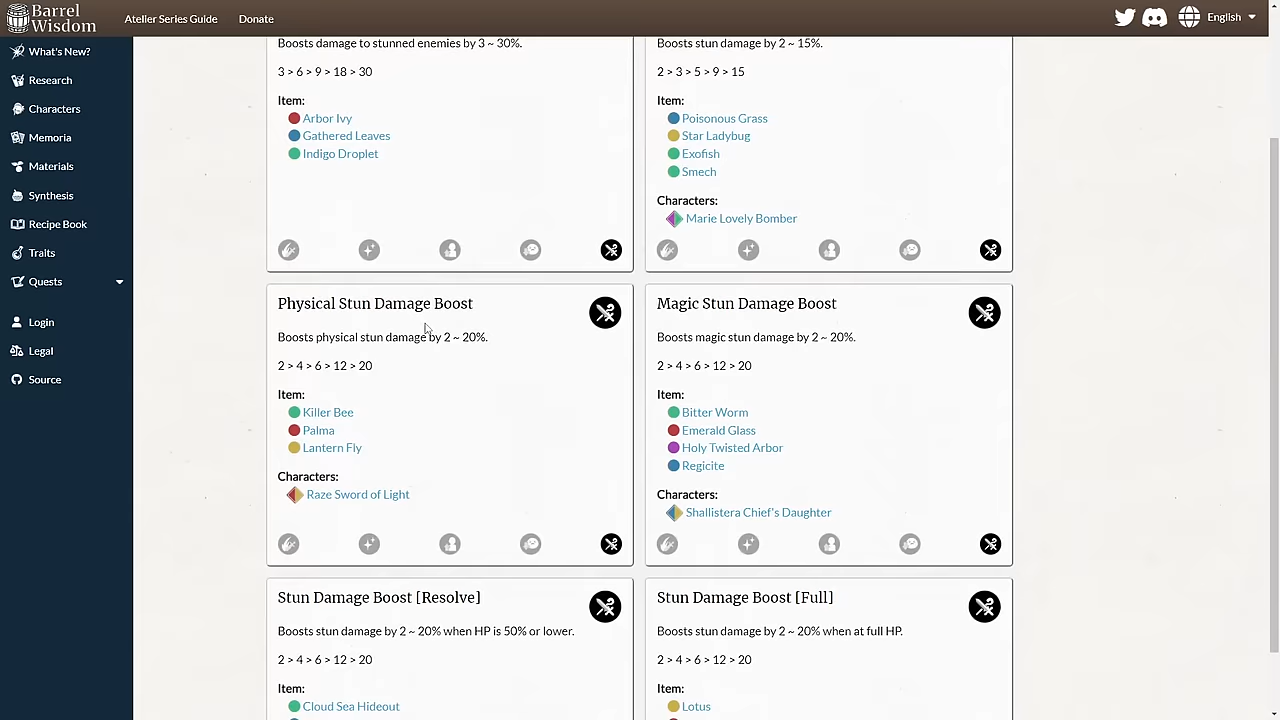 Barrel Wisdom
Atelier Series Guide
Donate
English
What's New?
Research
Characters
Memoria
Materials
Synthesis
Recipe Book
Traits
Quests
Login
Legal
Source
Boosts damage to stunned enemies by 3 ~ 30%.
3 > 6 > 9 > 18 > 30
Item:
Arbor Ivy
Gathered Leaves
Indigo Droplet
Boosts stun damage by 2 ~ 15%.
2 > 3 > 5 > 9 > 15
Item:
Poisonous Grass
Star Ladybug
Exofish
Smech
Characters:
Marie Lovely Bomber
Physical Stun Damage Boost
Boosts physical stun damage by 2 ~ 20%.
2 > 4 > 6 > 12 > 20
Item:
Killer Bee
Palma
Lantern Fly
Characters:
Raze Sword of Light
Magic Stun Damage Boost
Boosts magic stun damage by 2 ~ 20%.
2 > 4 > 6 > 12 > 20
Item:
Bitter Worm
Emerald Glass
Holy Twisted Arbor
Regicite
Characters:
Shallistera Chief's Daughter
Stun Damage Boost [Resolve]
Boosts stun damage by 2 ~ 20% when HP is 50% or lower.
2 > 4 > 6 > 12 > 20
Item:
Cloud Sea Hideout
Stun Damage Boost [Full]
Boosts stun damage by 2 ~ 20% when at full HP.
2 > 4 > 6 > 12 > 20
Item:
Lotus